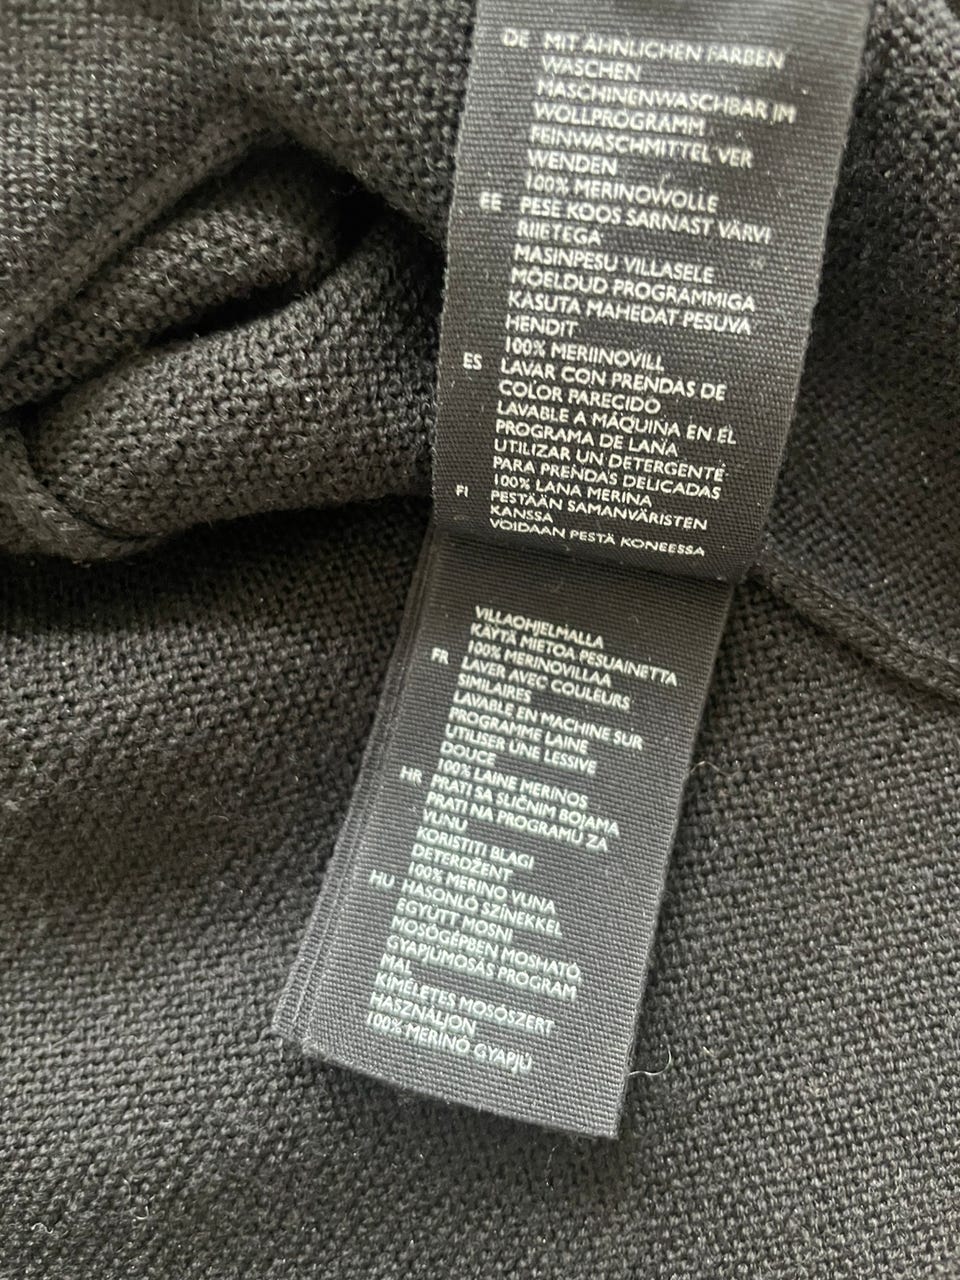 DE MIT ÄHNLICHEN FARBEN
WASCHEN
MASCHINENWASCHBAR IM
WOLLPROGRAMM
FEINWASCHMITTEL VER
WENDEN
100% MERINOWOLLE
EE PESE KOOS SARNAST VÄRVI
RIIETEGA
MASINPESU VILLASELE
MÕELDUD PROGRAMMIGA
KASUTA MAHEDAT PESUVA
HENDIT
100% MERIINOVILL
ES LAVAR CON PRENDAS DE
COLOR PARECIDO
LAVABLE A MÁQUINA EN EL
PROGRAMA DE LANA
UTILIZAR UN DETERGENTE
PARA PRENDAS DELICADAS
100% LANA MERINA
FI PESTÄÄN SAMANVÄRISTEN
KANSSA
VOIDAAN PESTÄ KONEESSA
VILLAOHJELMALLA
KÄYTÄ MIETOA PESUAINETTA
100% MERINOVILLAA
FR LAVER AVEC COULEURS
SIMILAIRES
LAVABLE EN MACHINE SUR
PROGRAMME LAINE
UTILISER UNE LESSIVE
DOUCE
100% LAINE MERINOS
HR PRATI SA SLIČNIM BOJAMA
PRATI NA PROGRAMU ZA
VUNU
KORISTITI BLAGI
DETERDŽENT
100% MERINO VUNA
HU HASONLÓ SZÍNEKKEL
EGYÜTT MOSNI
MOSÓGÉPBEN MOSHATÓ
GYAPJÚMOSÁS PROGRAM
MAL
KÍMÉLETES MOSÓSZERT
HASZNÁLJON
100% MERINÓ GYAPJÚ